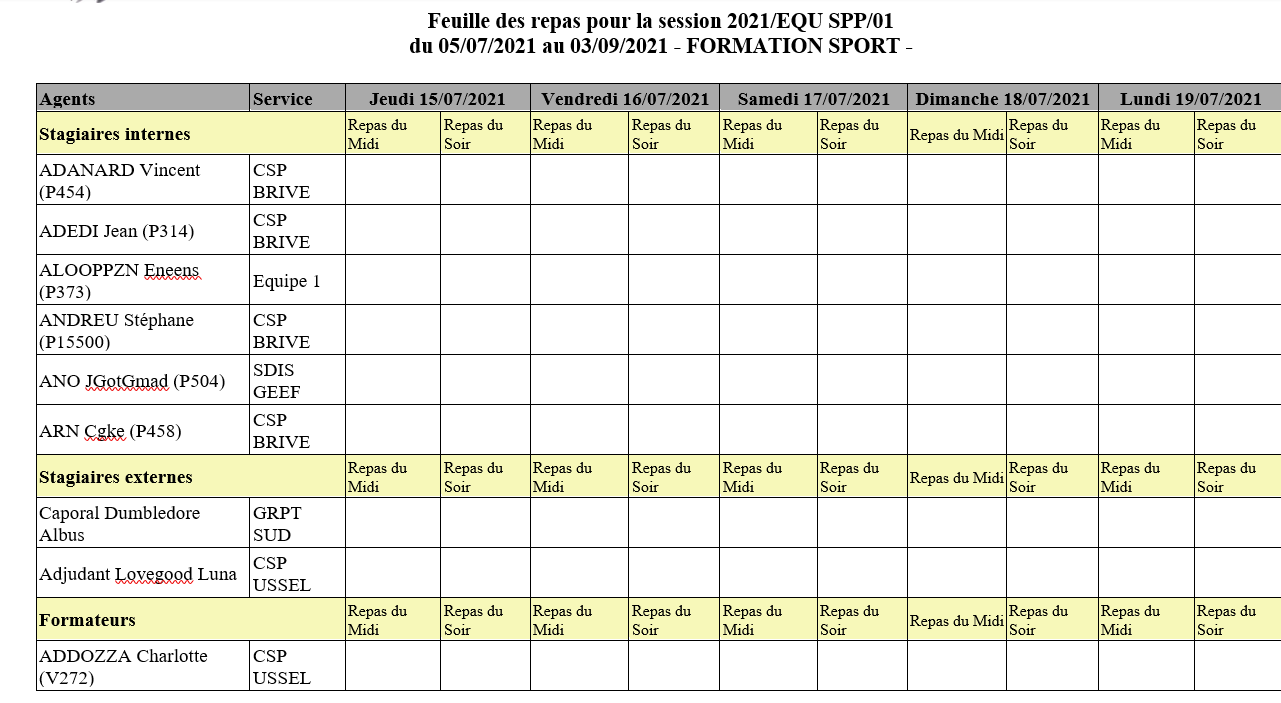 Feuille des repas pour la session 2021/EQU SPP/01
du 05/07/2021 au 03/09/2021 - FORMATION SPORT -
Agents Service Jeudi 15/07/2021 Vendredi 16/07/2021 Samedi 17/07/2021 Dimanche 18/07/2021 Lundi 19/07/2021
Stagiaires internes Repas du Midi Repas du Soir Repas du Midi Repas du Soir Repas du Midi Repas du Soir Repas du Midi Repas du Soir Repas du Midi Repas du Soir
ADANARD Vincent (P454) CSP BRIVE
ADEDI Jean (P314) CSP BRIVE
ALOOPPZN Eneens (P373) Equipe 1
ANDREU Stéphane (P15500) CSP BRIVE
ANO JGotGmad (P504) SDIS GEEF
ARN Cgke (P458) CSP BRIVE
Stagiaires externes Repas du Midi Repas du Soir Repas du Midi Repas du Soir Repas du Midi Repas du Soir Repas du Midi Repas du Soir Repas du Midi Repas du Soir
Caporal Dumbledore Albus GRPT SUD
Adjudant Lovegood Luna CSP USSEL
Formateurs Repas du Midi Repas du Soir Repas du Midi Repas du Soir Repas du Midi Repas du Soir Repas du Midi Repas du Soir Repas du Midi Repas du Soir
ADDOZZA Charlotte (V272) CSP USSEL